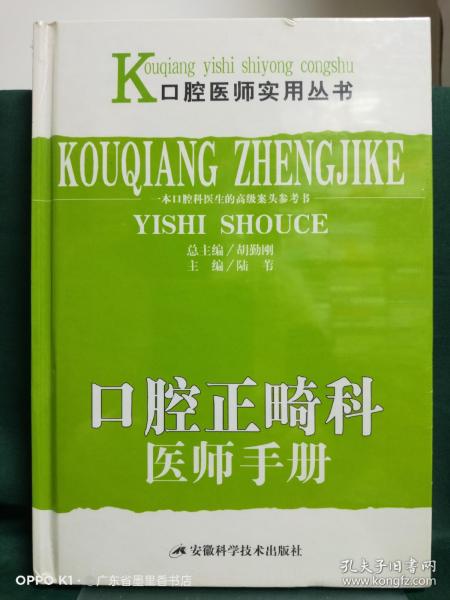 Kouqiang yishi shiyong congshu
口腔医师实用丛书
KOUQIANG ZHENGJIKE
一本口腔科医生的高级案头参考书
YISHI SHOUCE
总主编/胡勤刚
主 编/陆 苇
口腔正畸科
医师手册
安徽科学技术出版社
OPPO K1 · 广东省墨里香书店
孔夫子旧书网
www.kongfz.com